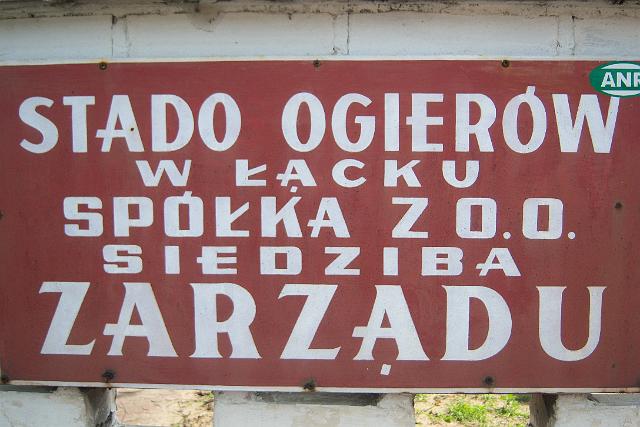 ANR
STADO OGIERÓW
W ŁĄCKU
SPÓŁKA Z O.O.
SIEDZIBA
ZARZĄDU